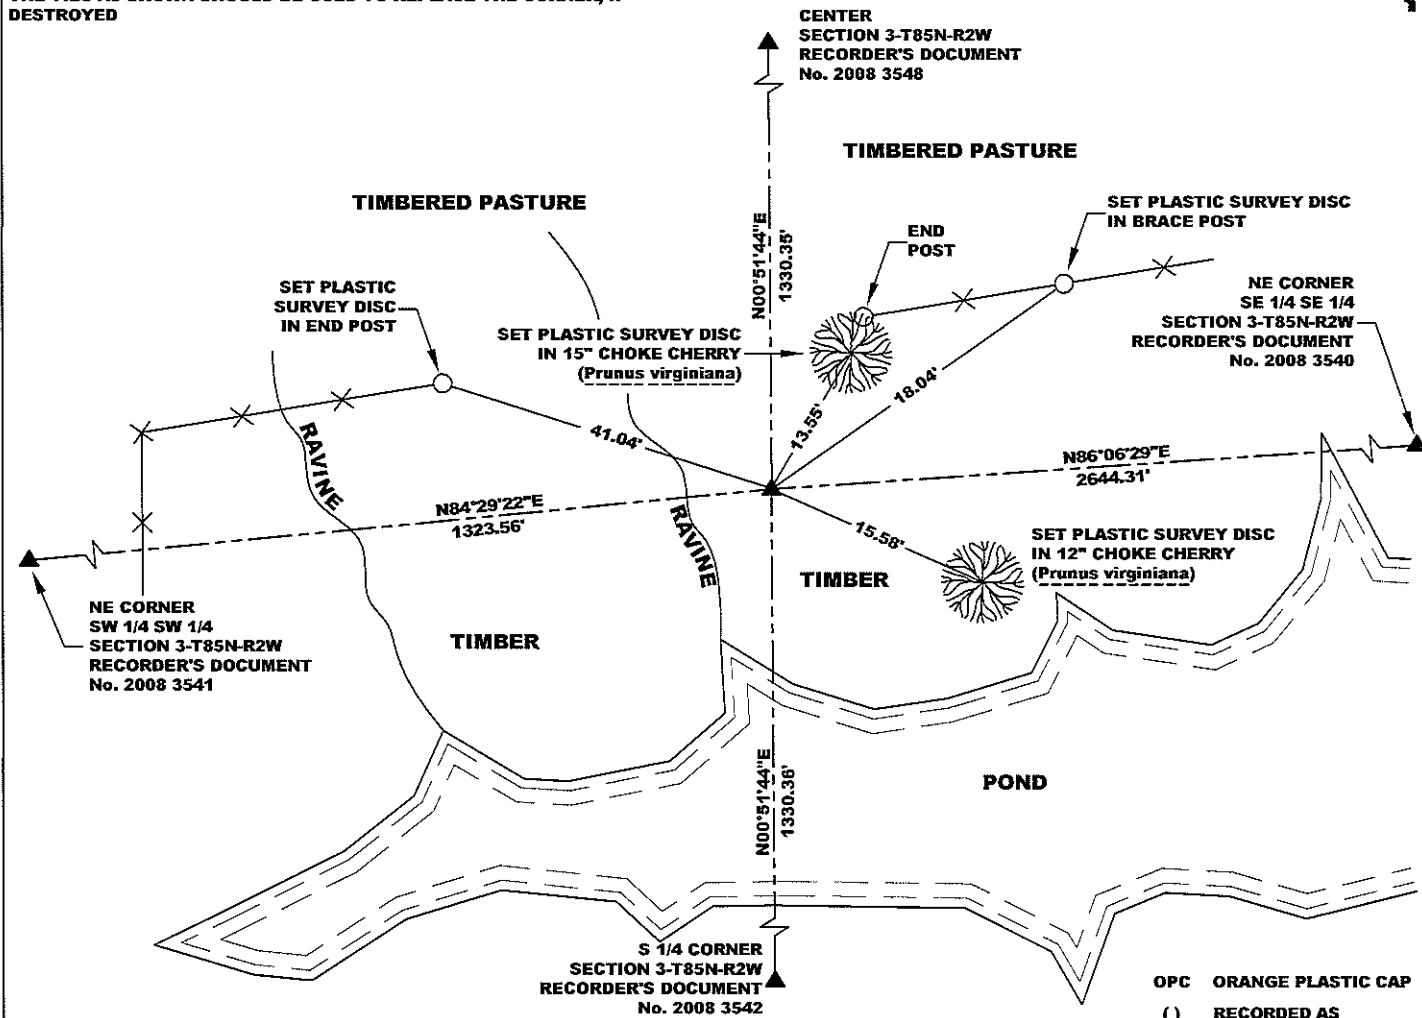 DESTROYED
CENTER
SECTION 3-T85N-R2W
RECORDER'S DOCUMENT
No. 2008 3548
TIMBERED PASTURE
TIMBERED PASTURE
SET PLASTIC SURVEY DISC
IN BRACE POST
END
POST
N00°51'44"E
1330.35'
SET PLASTIC
SURVEY DISC
IN END POST
SET PLASTIC SURVEY DISC
IN 15" CHOKE CHERRY
(Prunus virginiana)
NE CORNER
SE 1/4 SE 1/4
SECTION 3-T85N-R2W
RECORDER'S DOCUMENT
No. 2008 3540
18.04'
13.55'
41.04'
RAVINE
N86°06'29"E
2644.31'
N84°29'22"E
1323.56'
RAVINE
15.58'
SET PLASTIC SURVEY DISC
IN 12" CHOKE CHERRY
(Prunus virginiana)
TIMBER
NE CORNER
SW 1/4 SW 1/4
SECTION 3-T85N-R2W
RECORDER'S DOCUMENT
No. 2008 3541
TIMBER
N00°51'44"E
1330.36'
POND
S 1/4 CORNER
SECTION 3-T85N-R2W
RECORDER'S DOCUMENT
No. 2008 3542
OPC ORANGE PLASTIC CAP
( ) RECORDED AS